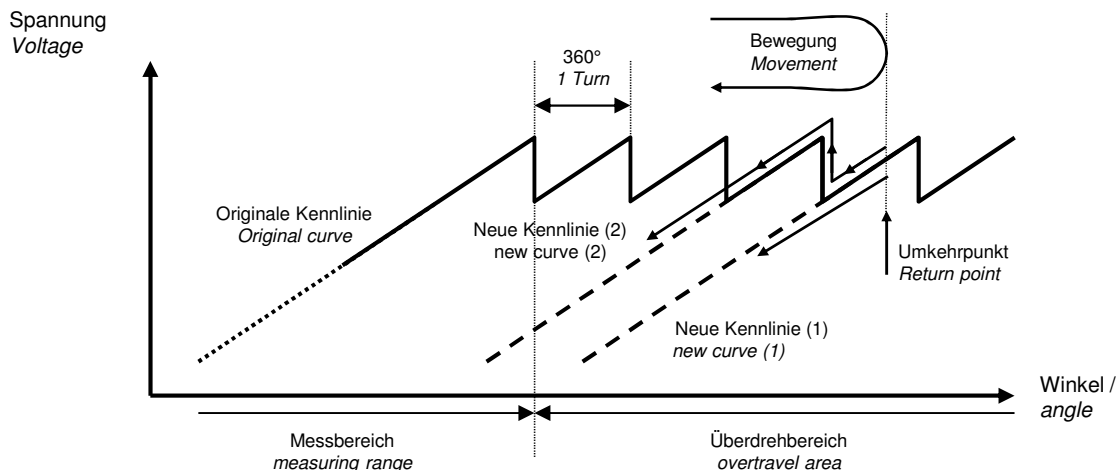 Spannung
Voltage
360°
1 Turn
Bewegung
Movement
Originale Kennlinie
Original curve
Neue Kennlinie (2)
new curve (2)
Umkehrpunkt
Return point
Neue Kennlinie (1)
new curve (1)
Winkel /
angle
Messbereich
measuring range
Überdrehbereich
overtravel area